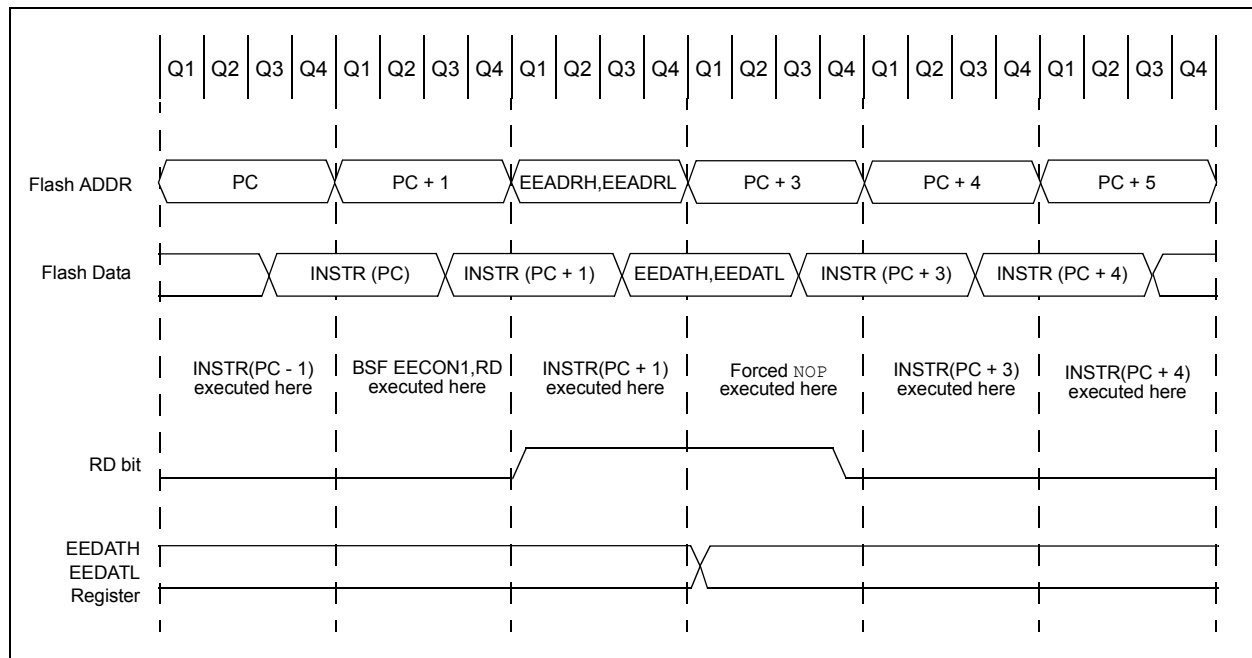 Q1 Q2 Q3 Q4 Q1 Q2 Q3 Q4 Q1 Q2 Q3 Q4 Q1 Q2 Q3 Q4 Q1 Q2 Q3 Q4 Q1 Q2 Q3 Q4
Flash ADDR PC PC + 1 EEADRH,EEADRL PC + 3 PC + 4 PC + 5
Flash Data INSTR (PC) INSTR (PC + 1) EEDATH,EEDATL INSTR (PC + 3) INSTR (PC + 4)
INSTR(PC - 1) BSF EECON1,RD INSTR(PC + 1) Forced NOP INSTR(PC + 3) INSTR(PC + 4)
executed here executed here executed here executed here executed here executed here
RD bit
EEDATH
EEDATL
Register